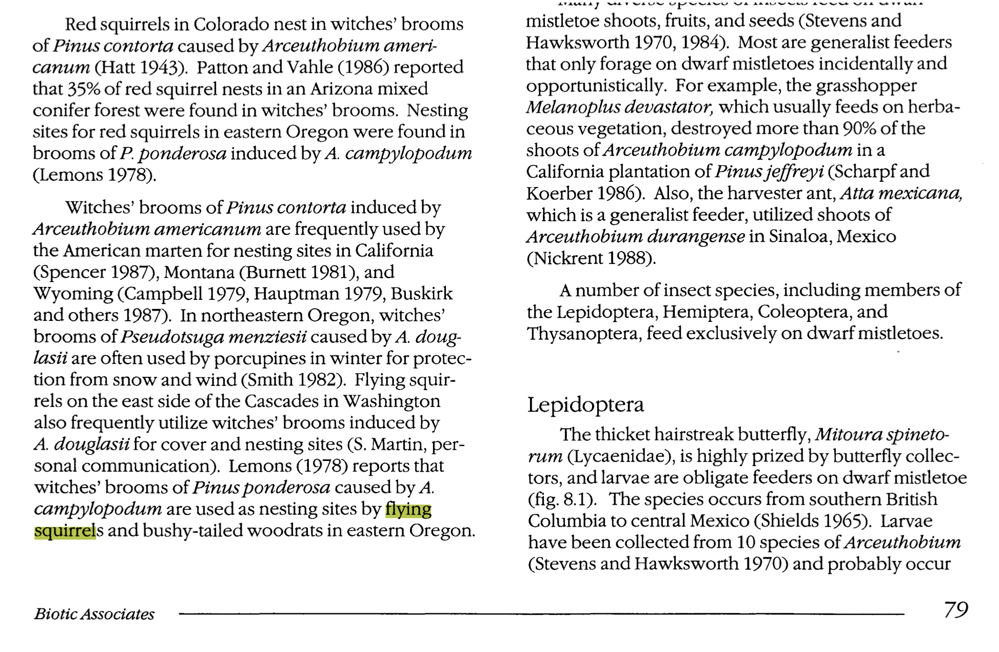 Red squirrels in Colorado nest in witches’ brooms
of Pinus contorta caused by Arceuthobium ameri-
canum (Hatt 1943). Patton and Vahle (1986) reported
that 35% of red squirrel nests in an Arizona mixed
conifer forest were found in witches’ brooms. Nesting
sites for red squirrels in eastern Oregon were found in
brooms of P. ponderosa induced by A. campylopodum
(Lemons 1978).
Witches’ brooms of Pinus contorta induced by
Arceuthobium americanum are frequently used by
the American marten for nesting sites in California
(Spencer 1987), Montana (Burnett 1981), and
Wyoming (Campbell 1979, Hauptman 1979, Buskirk
and others 1987). In northeastern Oregon, witches’
brooms of Pseudotsuga menziesii caused by A. doug-
lasii are often used by porcupines in winter for protec-
tion from snow and wind (Smith 1982). Flying squir-
rels on the east side of the Cascades in Washington
also frequently utilize witches’ brooms induced by
A. douglasii for cover and nesting sites (S. Martin, per-
sonal communication). Lemons (1978) reports that
witches’ brooms of Pinus ponderosa caused by A.
campylopodum are used as nesting sites by flying
squirrels and bushy-tailed woodrats in eastern Oregon.
Many diverse species of insects feed on dwarf
mistletoe shoots, fruits, and seeds (Stevens and
Hawksworth 1970, 1984). Most are generalist feeders
that only forage on dwarf mistletoes incidentally and
opportunistically. For example, the grasshopper
Melanoplus devastator, which usually feeds on herba-
ceous vegetation, destroyed more than 90% of the
shoots of Arceuthobium campylopodum in a
California plantation of Pinus jeffreyi (Scharpf and
Koerber 1986). Also, the harvester ant, Atta mexicana,
which is a generalist feeder, utilized shoots of
Arceuthobium durangense in Sinaloa, Mexico
(Nickrent 1988).
A number of insect species, including members of
the Lepidoptera, Hemiptera, Coleoptera, and
Thysanoptera, feed exclusively on dwarf mistletoes.
Lepidoptera
The thicket hairstreak butterfly, Mitoura spineto-
rum (Lycaenidae), is highly prized by butterfly collec-
tors, and larvae are obligate feeders on dwarf mistletoe
(fig. 8.1). The species occurs from southern British
Columbia to central Mexico (Shields 1965). Larvae
have been collected from 10 species of Arceuthobium
(Stevens and Hawksworth 1970) and probably occur
Biotic Associates
79